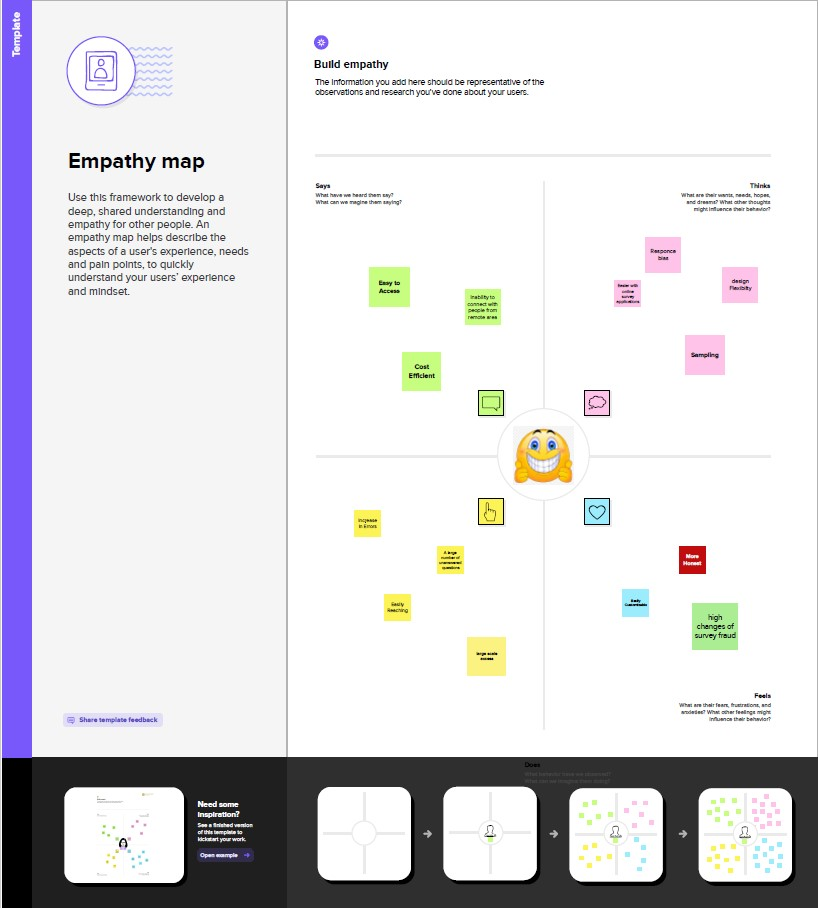 Template
Empathy map
Use this framework to develop a
deep, shared understanding and
empathy for other people. An
empathy map helps describe the
aspects of a user's experience, needs
and pain points, to quickly
understand your users' experience
and mindset.
Share template feedback
Build empathy
The information you add here should be representative of the
observations and research you've done about your users.
Says
What have we heard them say?
What can we magine them saying?
Thinks
What are their wants, needs, hopes,
and dreams? What other thoughts
might influence their behavior?
Easy to
Access
Inability to
connect with
people from
remote area
Cost
Efficient
Responce
bias
Easier with
online
survey
applications
design
Flexibilty
Sampling
Increase
in Errors
A large
number of
unanswered
questions
Easily
Reaching
large scale
access
More
Honest
Easily
Customizable
high
changes of
survey fraud
Feels
What are their fears, frustrations, and
anxieties? What other feelings might
influence their behavior?
Does
What behavior have we observed?
What can we imagine them doing?
Need some
inspiration?
See a finished version
of this template to
kickstart your work.
Open example